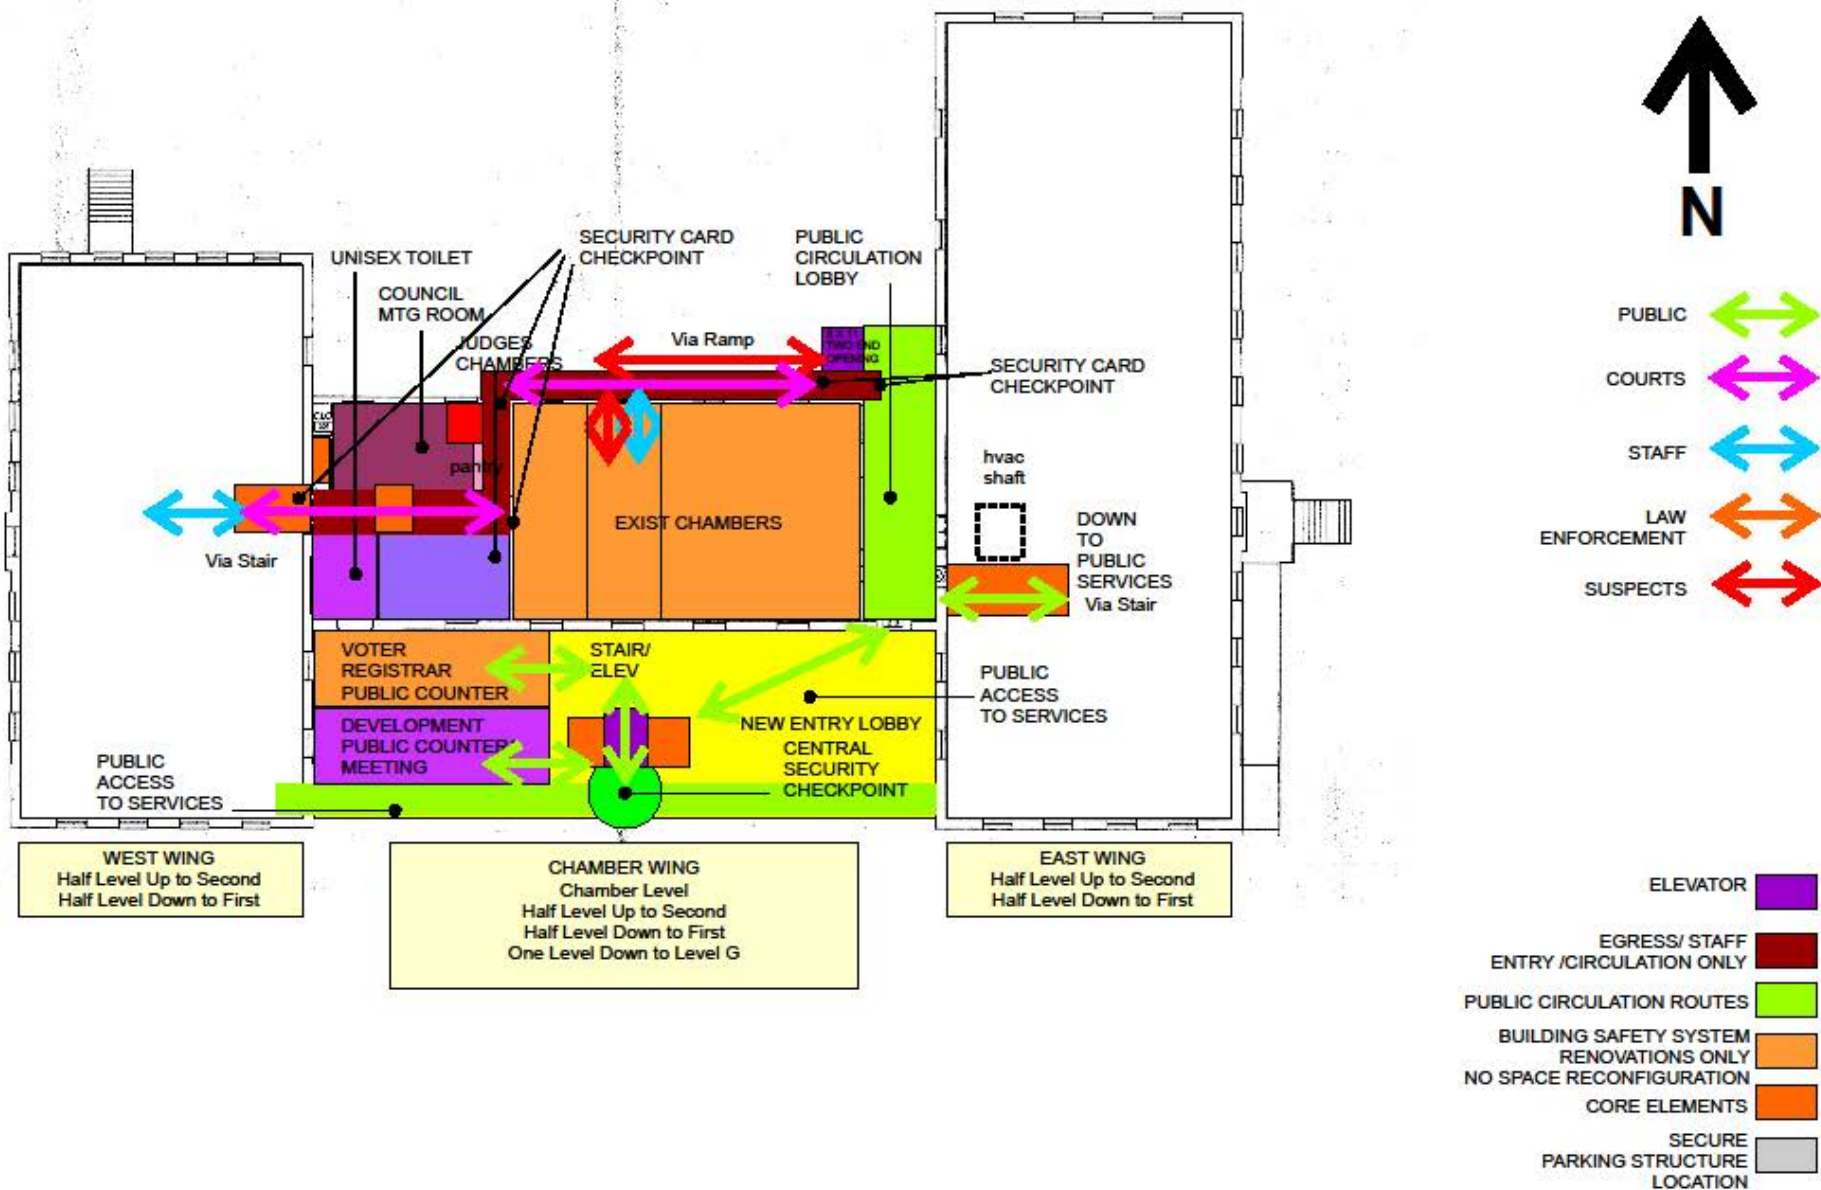 N
SECURITY CARD
CHECKPOINT
PUBLIC
CIRCULATION
LOBBY
UNISEX TOILET
COUNCIL
MTG ROOM
JUDGES
CHAMBERS
Via Ramp
TWO END
OPENING
SECURITY CARD
CHECKPOINT
CLO
pantry
hvac
shaft
EXIST CHAMBERS
DOWN
TO
PUBLIC
SERVICES
Via Stair
Via Stair
VOTER
REGISTRAR
PUBLIC COUNTER
STAIR/
ELEV
PUBLIC
ACCESS
TO SERVICES
DEVELOPMENT
PUBLIC COUNTER/
MEETING
NEW ENTRY LOBBY
CENTRAL
SECURITY
CHECKPOINT
PUBLIC
ACCESS
TO SERVICES
WEST WING
Half Level Up to Second
Half Level Down to First
CHAMBER WING
Chamber Level
Half Level Up to Second
Half Level Down to First
One Level Down to Level G
EAST WING
Half Level Up to Second
Half Level Down to First
PUBLIC
COURTS
STAFF
LAW
ENFORCEMENT
SUSPECTS
ELEVATOR
EGRESS/ STAFF
ENTRY /CIRCULATION ONLY
PUBLIC CIRCULATION ROUTES
BUILDING SAFETY SYSTEM
RENOVATIONS ONLY
NO SPACE RECONFIGURATION
CORE ELEMENTS
SECURE
PARKING STRUCTURE
LOCATION